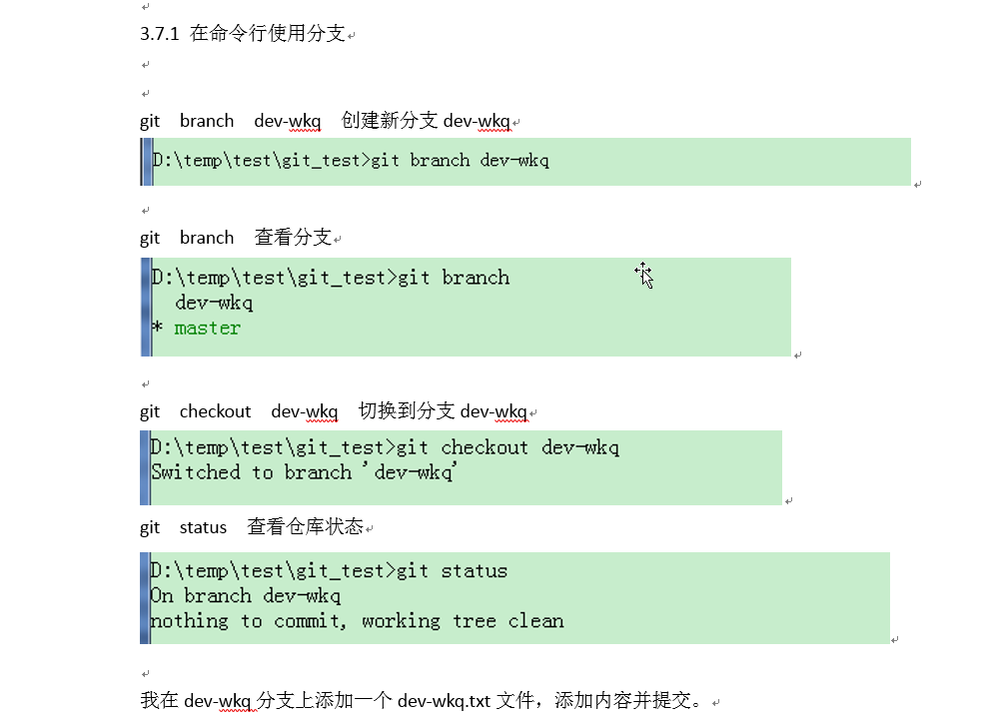 3.7.1 在命令行使用分支
git branch dev-wkq 创建新分支 dev-wkq
D:\temp\test\git_test>git branch dev-wkq
git branch 查看分支
D:\temp\test\git_test>git branch
dev-wkq
* master
git checkout dev-wkq 切换到分支 dev-wkq
D:\temp\test\git_test>git checkout dev-wkq
Switched to branch 'dev-wkq'
git status 查看仓库状态
D:\temp\test\git_test>git status
On branch dev-wkq
nothing to commit, working tree clean
我在 dev-wkq 分支上添加一个 dev-wkq.txt 文件，添加内容并提交。